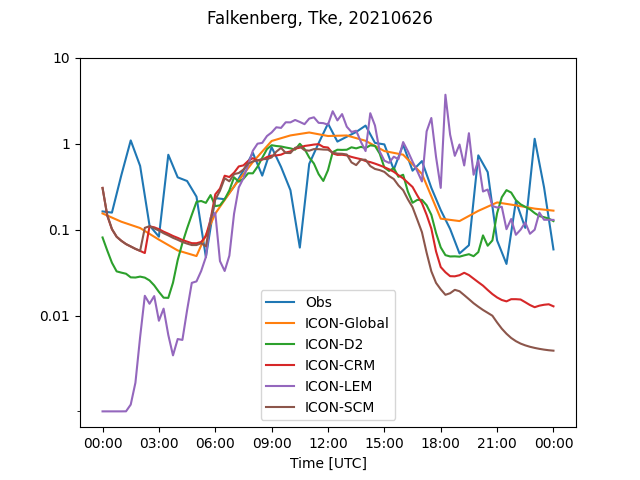 Falkenberg, Tke, 20210626
10
1
0.1
0.01
Obs
ICON-Global
ICON-D2
ICON-CRM
ICON-LEM
ICON-SCM
00:00 03:00 06:00 09:00 12:00 15:00 18:00 21:00 00:00
Time [UTC]